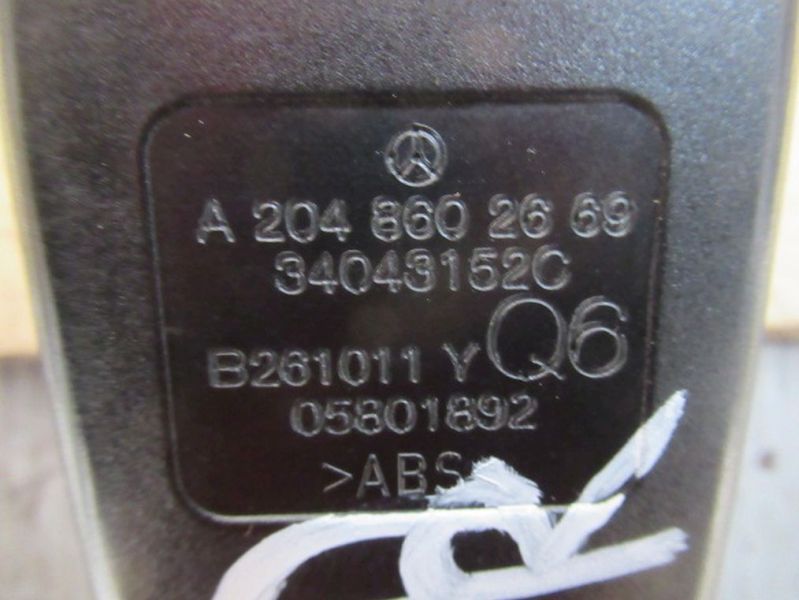 A 204 860 26 69
34043152C
B261011 Y Q6
05801892
>ABS<